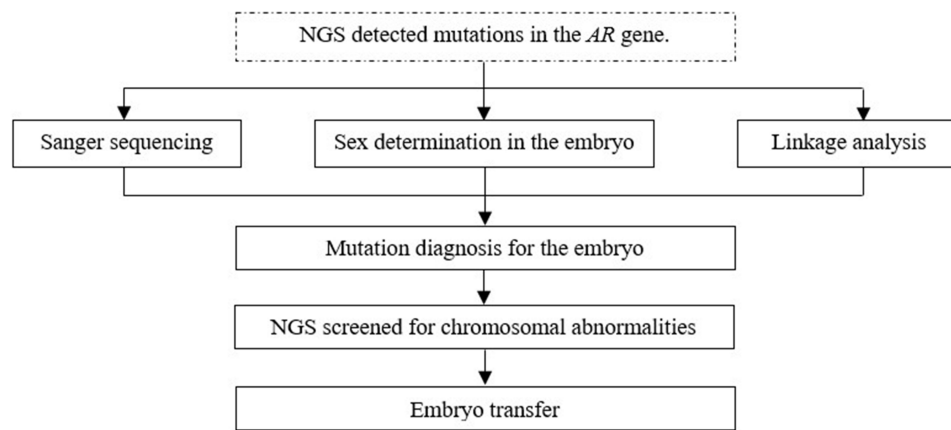 NGS detected mutations in the AR gene.
Sanger sequencing
Sex determination in the embryo
Linkage analysis
Mutation diagnosis for the embryo
NGS screened for chromosomal abnormalities
Embryo transfer